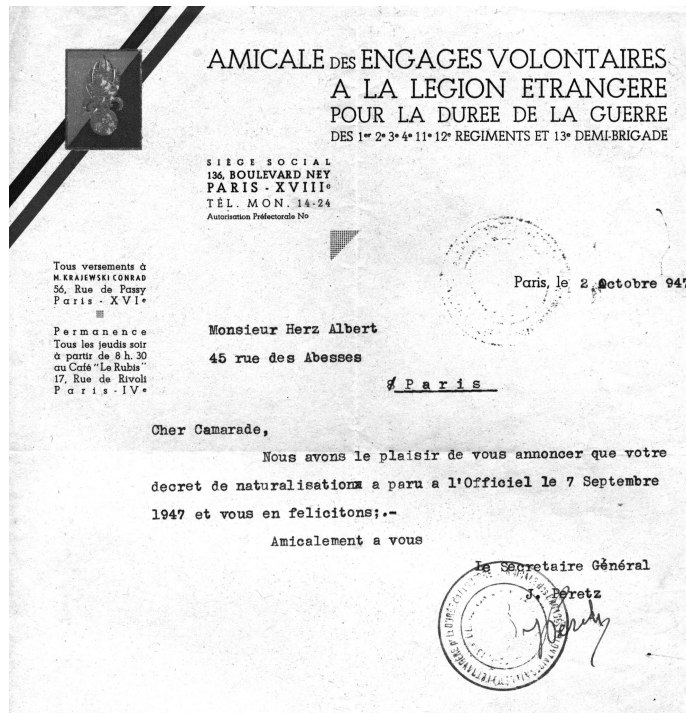 AMICALE DES ENGAGES VOLONTAIRES
A LA LEGION ETRANGERE
POUR LA DUREE DE LA GUERRE
DES 1er 2e 3e 4e 11e 12e REGIMENTS ET 13e DEMI-BRIGADE
SIÈGE SOCIAL
136, BOULEVARD NEY
PARIS - XVIIIe
TÉL. MON. 14-24
Autorisation Préfectorale No
Tous versements à
M. KRAJEWSKI CONRAD
56, Rue de Passy
Paris - XVIe
Permanence
Tous les jeudis soir
à partir de 8 h. 30
au Café "Le Rubis"
17, Rue de Rivoli
Paris - IVe
Paris, le 2 Octobre 947
Monsieur Herz Albert
45 rue des Abesses
Paris
Cher Camarade,
Nous avons le plaisir de vous annoncer que votre
decret de naturalisation a paru a l'Officiel le 7 Septembre
1947 et vous en felicitons;.-
Amicalement a vous
Le Secretaire Général
J. Peretz